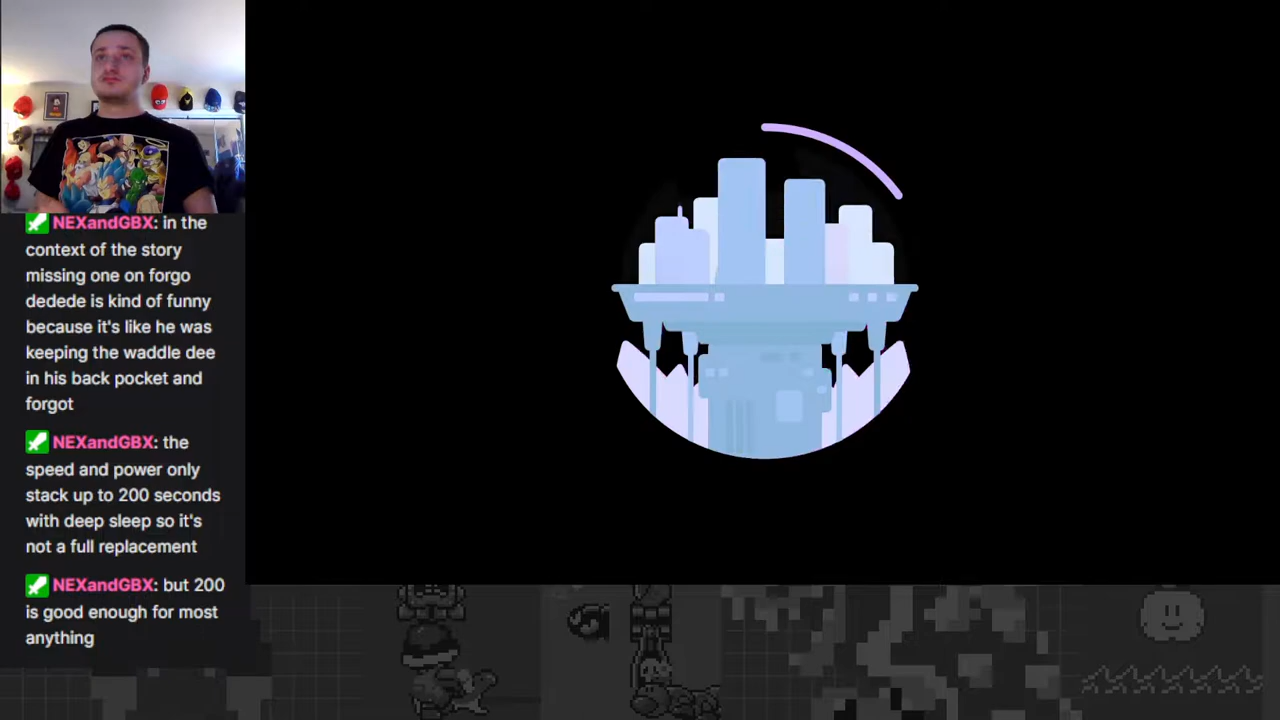 NEXandGBX: in the
context of the story
missing one on forgo
dedede is kind of funny
because it's like he was
keeping the waddle dee
in his back pocket and
forgot
NEXandGBX: the
speed and power only
stack up to 200 seconds
with deep sleep so it's
not a full replacement
NEXandGBX: but 200
is good enough for most
anything